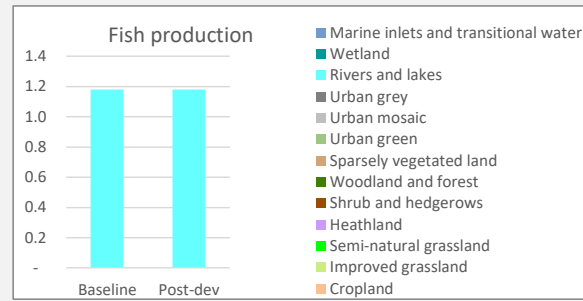 Fish production
1.4
1.2
1.0
0.8
0.6
0.4
0.2
-
Baseline
Post-dev
Marine inlets and transitional water
Wetland
Rivers and lakes
Urban grey
Urban mosaic
Urban green
Sparsely vegetated land
Woodland and forest
Shrub and hedgerows
Heathland
Semi-natural grassland
Improved grassland
Cropland